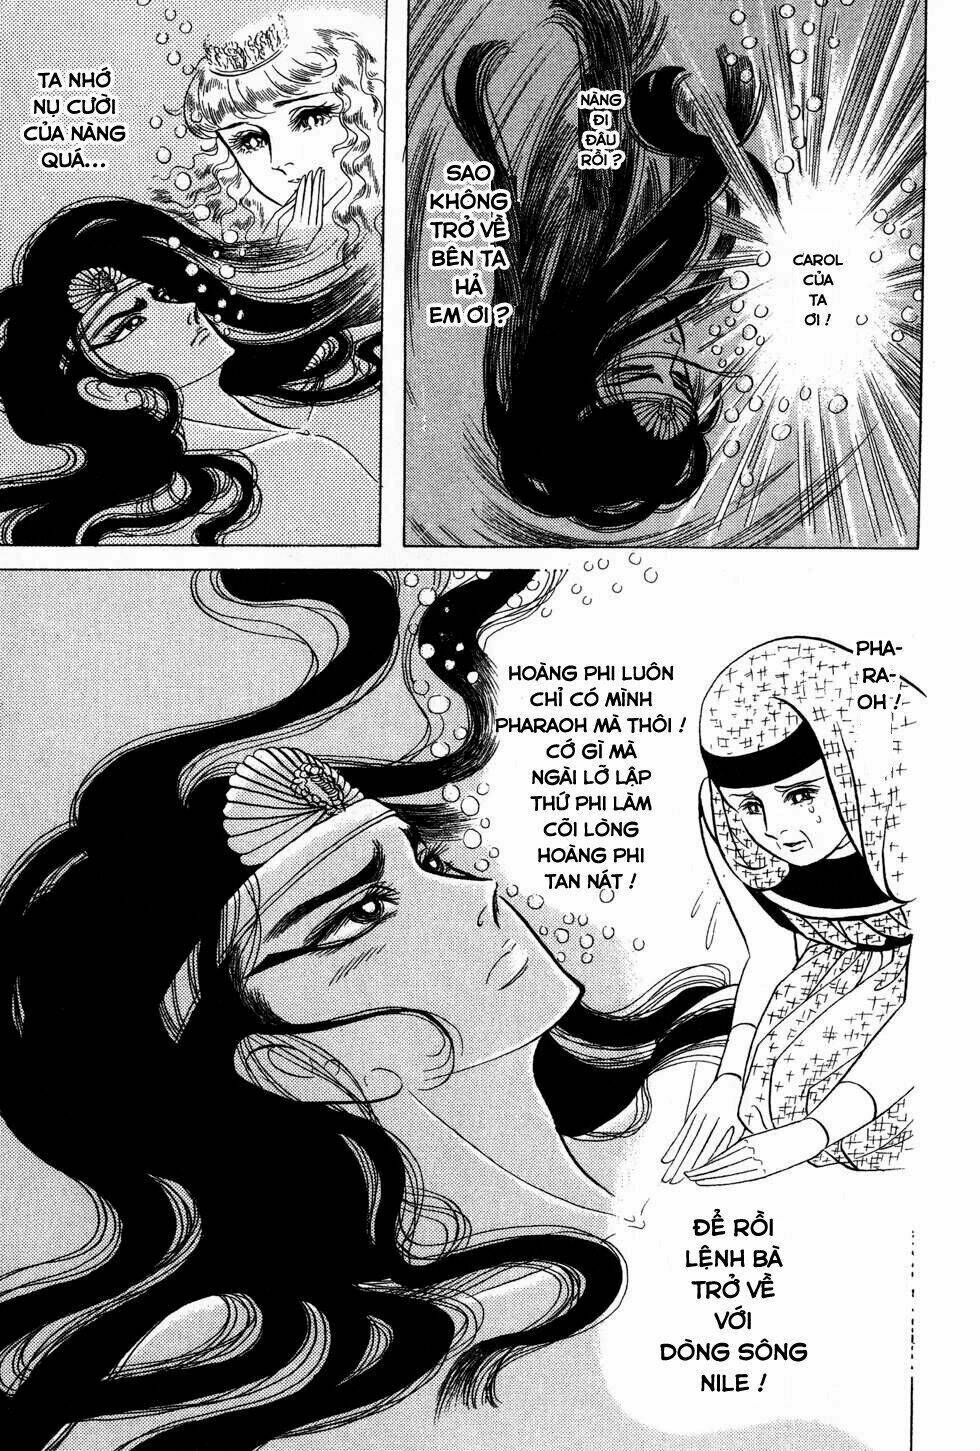 CAROL
CỦA
TA
ƠI !
NÀNG
ĐI
ĐÂU
RỒI ?
SAO
KHÔNG
TRỞ VỀ
BÊN TA
HẢ
EM ƠI ?
TA NHỚ
NỤ CƯỜI
CỦA NÀNG
QUÁ...
PHA-
RA-
OH !
HOÀNG PHI LUÔN
CHỈ CÓ MÌNH
PHARAOH MÀ THÔI !
CỚ GÌ MÀ
NGÀI LỠ LẬP
THỨ PHI LÀM
CÕI LÒNG
HOÀNG PHI
TAN NÁT !
ĐỂ RỒI
LỆNH BÀ
TRỞ VỀ
VỚI
DÒNG SÔNG
NILE !